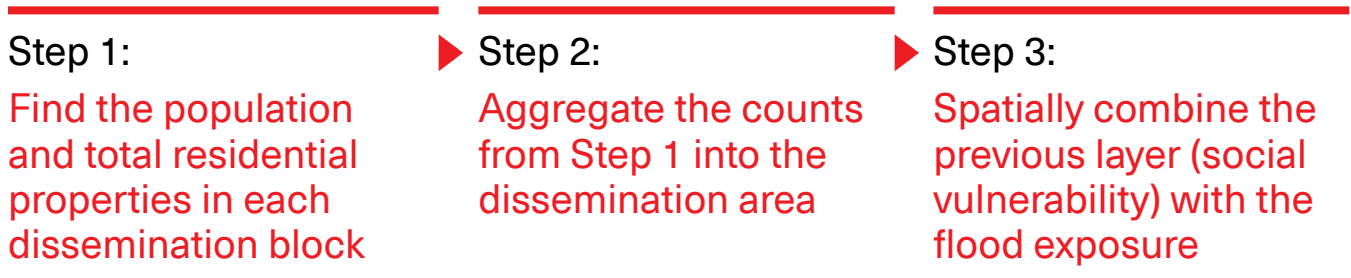 Step 1:
Find the population
and total residential
properties in each
dissemination block
Step 2:
Aggregate the counts
from Step 1 into the
dissemination area
Step 3:
Spatially combine the
previous layer (social
vulnerability) with the
flood exposure